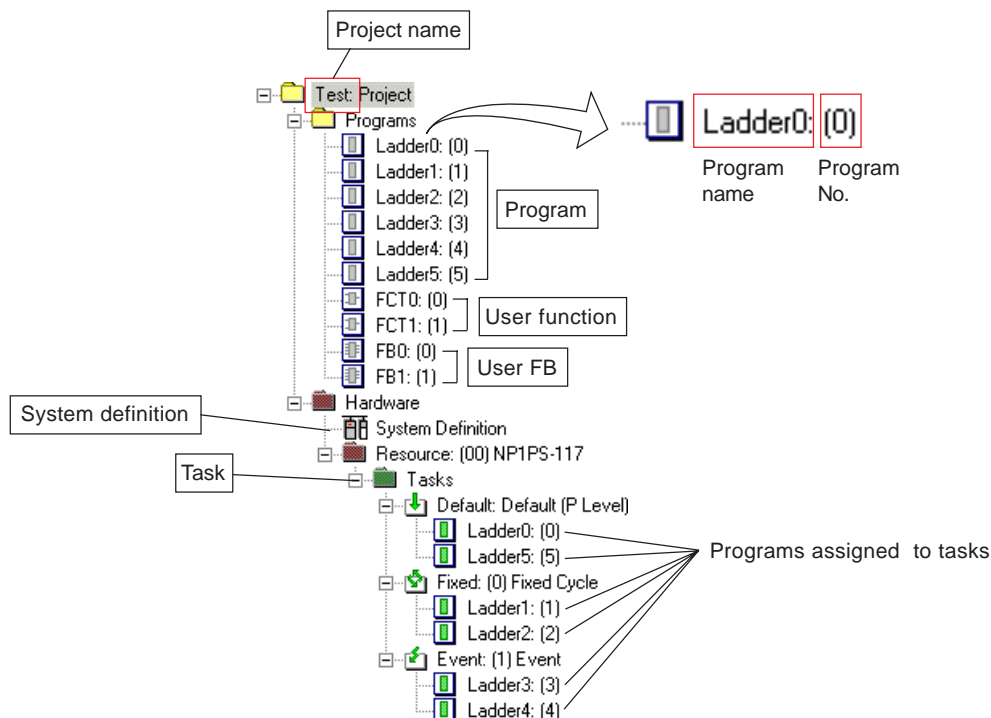 Project name
Test: Project
Programs
Ladder0: (0)
Ladder1: (1)
Ladder2: (2)
Ladder3: (3)
Ladder4: (4)
Ladder5: (5)
FCT0: (0)
FCT1: (1)
FB0: (0)
FB1: (1)
Program
User function
User FB
Ladder0: (0)
Program name
Program No.
Hardware
System definition
System Definition
Resource: (00) NP1PS-117
Task
Tasks
Default: Default (P Level)
Ladder0: (0)
Ladder5: (5)
Programs assigned to tasks
Fixed: (0) Fixed Cycle
Ladder1: (1)
Ladder2: (2)
Event: (1) Event
Ladder3: (3)
Ladder4: (4)